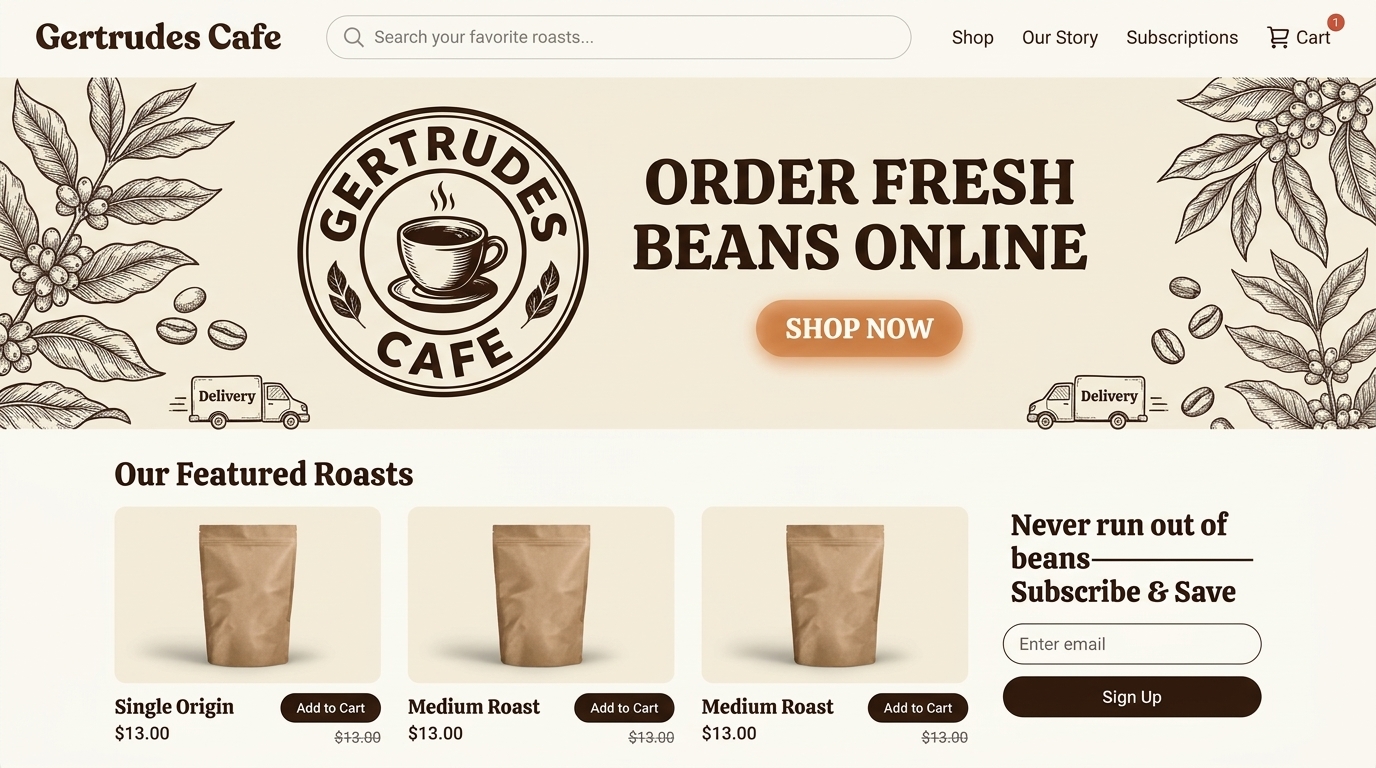 Gertrudes Cafe
Search your favorite roasts...
Shop
Our Story
Subscriptions
Cart
1
GERTRUDES
CAFE
ORDER FRESH
BEANS ONLINE
SHOP NOW
Delivery
Delivery
Our Featured Roasts
Single Origin
Add to Cart
$13.00
$13.00
Medium Roast
Add to Cart
$13.00
$13.00
Medium Roast
Add to Cart
$13.00
$13.00
Never run out of
beans—
Subscribe & Save
Enter email
Sign Up